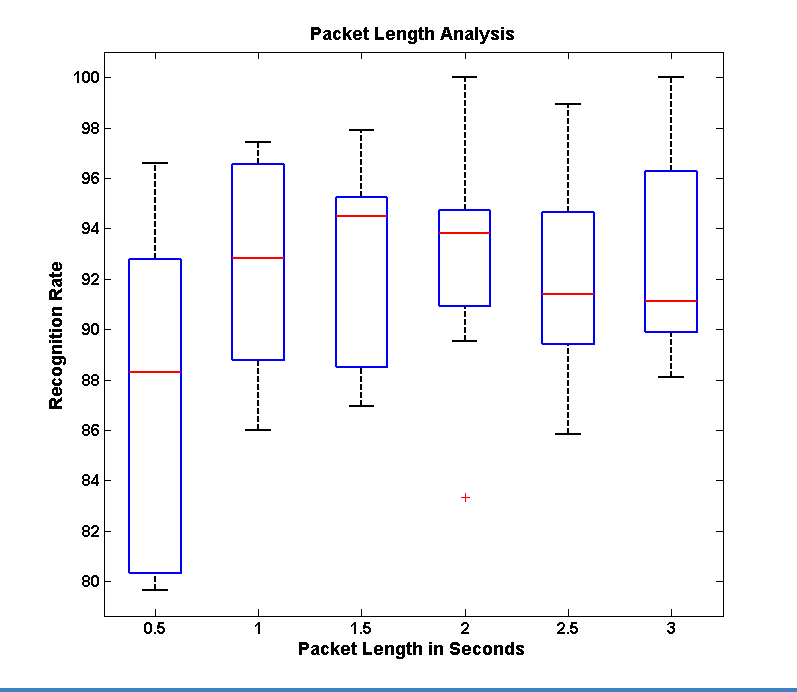 Packet Length Analysis
100
98
96
94
92
90
88
86
84
82
80
Recognition Rate
0.5 1 1.5 2 2.5 3
Packet Length in Seconds